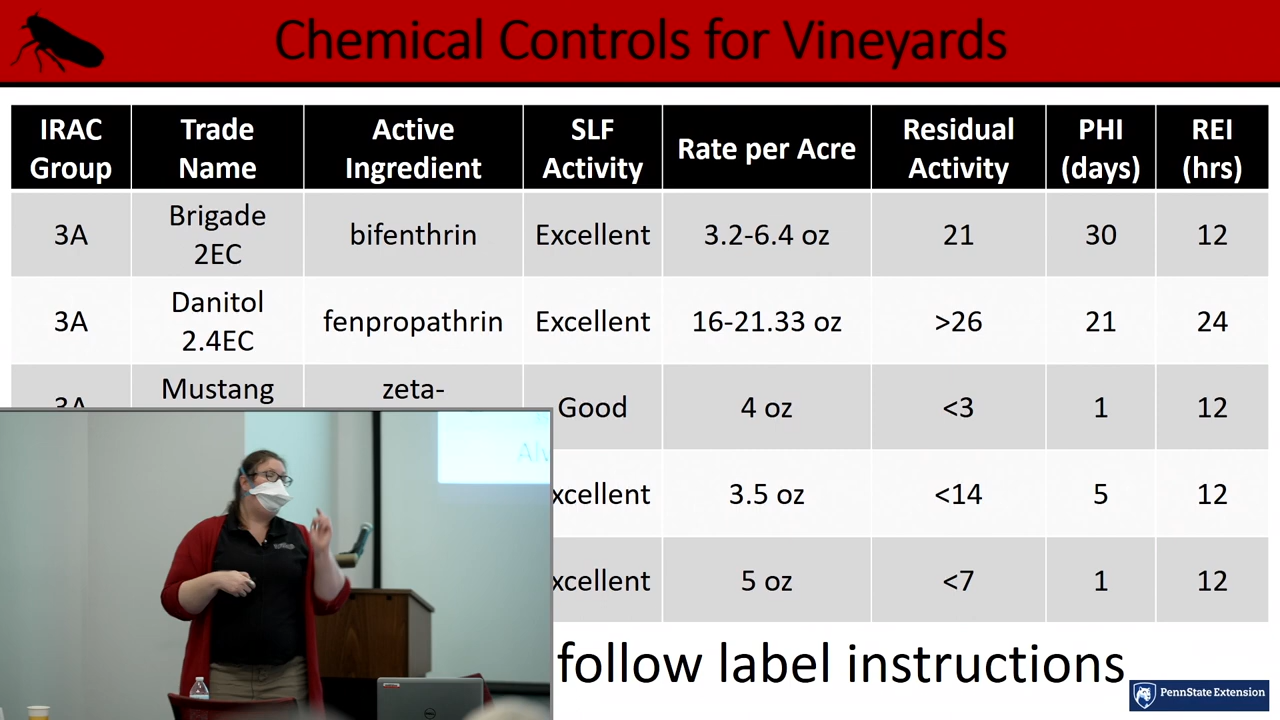 Chemical Controls for Vineyards
IRAC Group
Trade Name
Active Ingredient
SLF Activity
Rate per Acre
Residual Activity
PHI (days)
REI (hrs)
3A
Brigade 2EC
bifenthrin
Excellent
3.2-6.4 oz
21
30
12
3A
Danitol 2.4EC
fenpropathrin
Excellent
16-21.33 oz
>26
21
24
3A
Mustang
zeta-
Good
4 oz
<3
1
12
xcellent
3.5 oz
<14
5
12
xcellent
5 oz
<7
1
12
follow label instructions
PennState Extension